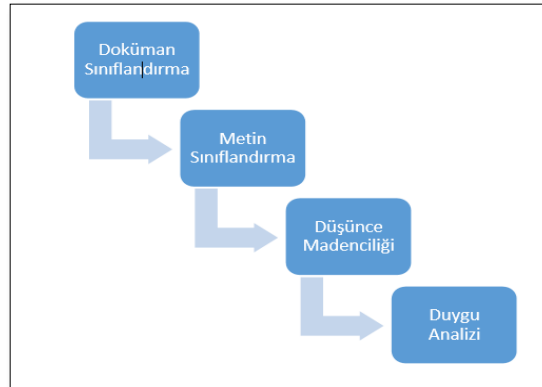 Doküman
Sınıflandırma
Metin
Sınıflandırma
Düşünce
Madenciliği
Duygu
Analizi